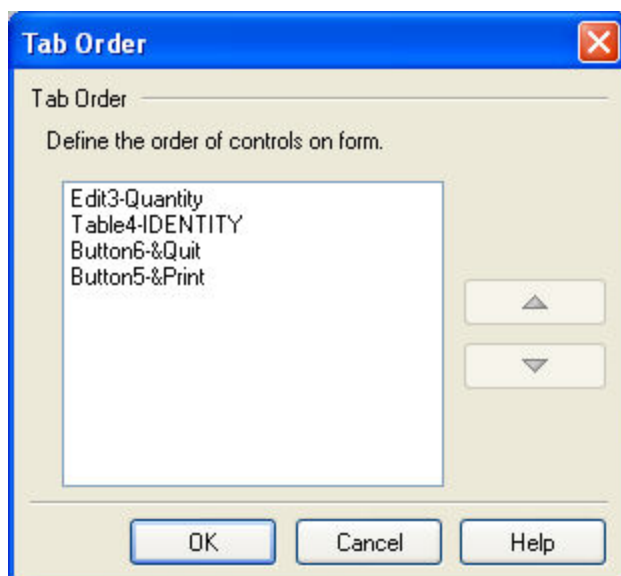 Tab Order
Tab Order
Define the order of controls on form.
Edit3-Quantity
Table4-IDENTITY
Button6-&Quit
Button5-&Print
OK
Cancel
Help